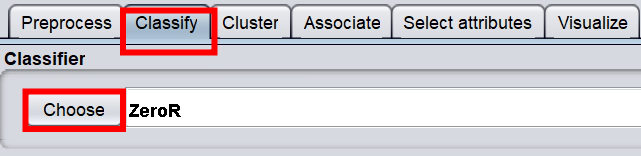 Preprocess Classify Cluster Associate Select attributes Visualize
Classifier
Choose ZeroR